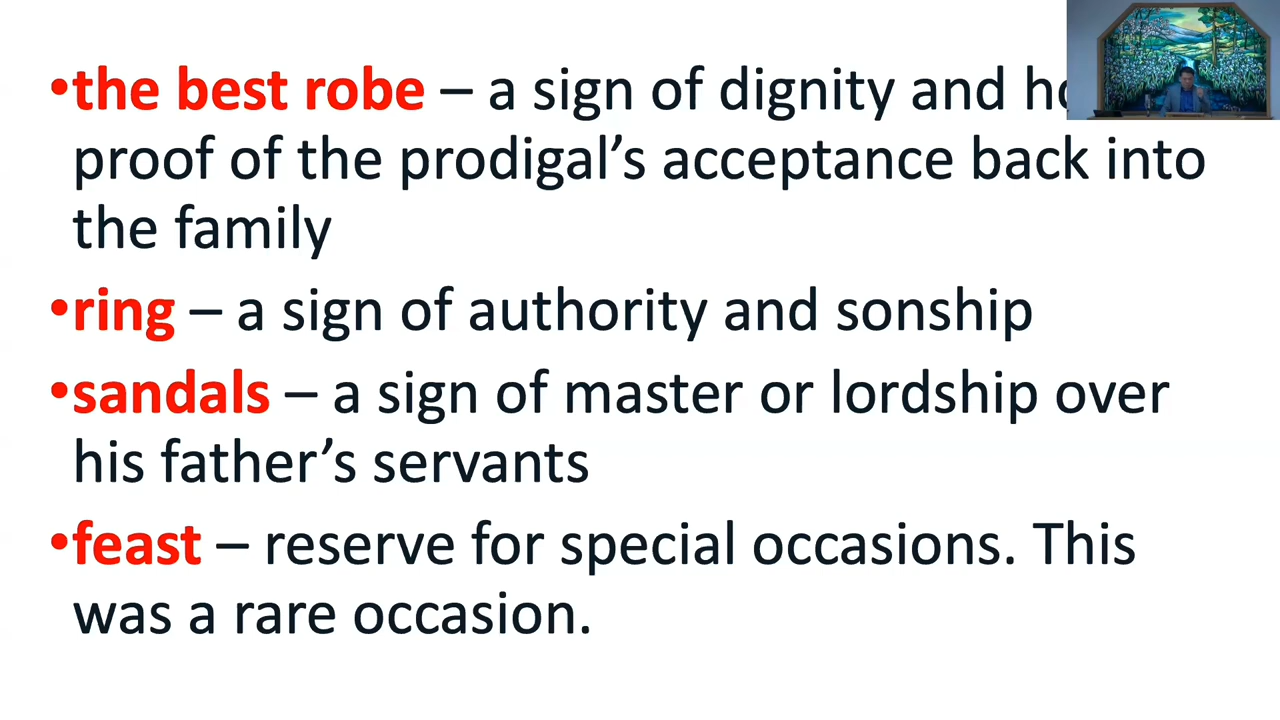 •the best robe – a sign of dignity and
proof of the prodigal’s acceptance back into
the family
•ring – a sign of authority and sonship
•sandals – a sign of master or lordship over
his father’s servants
•feast – reserve for special occasions. This
was a rare occasion.